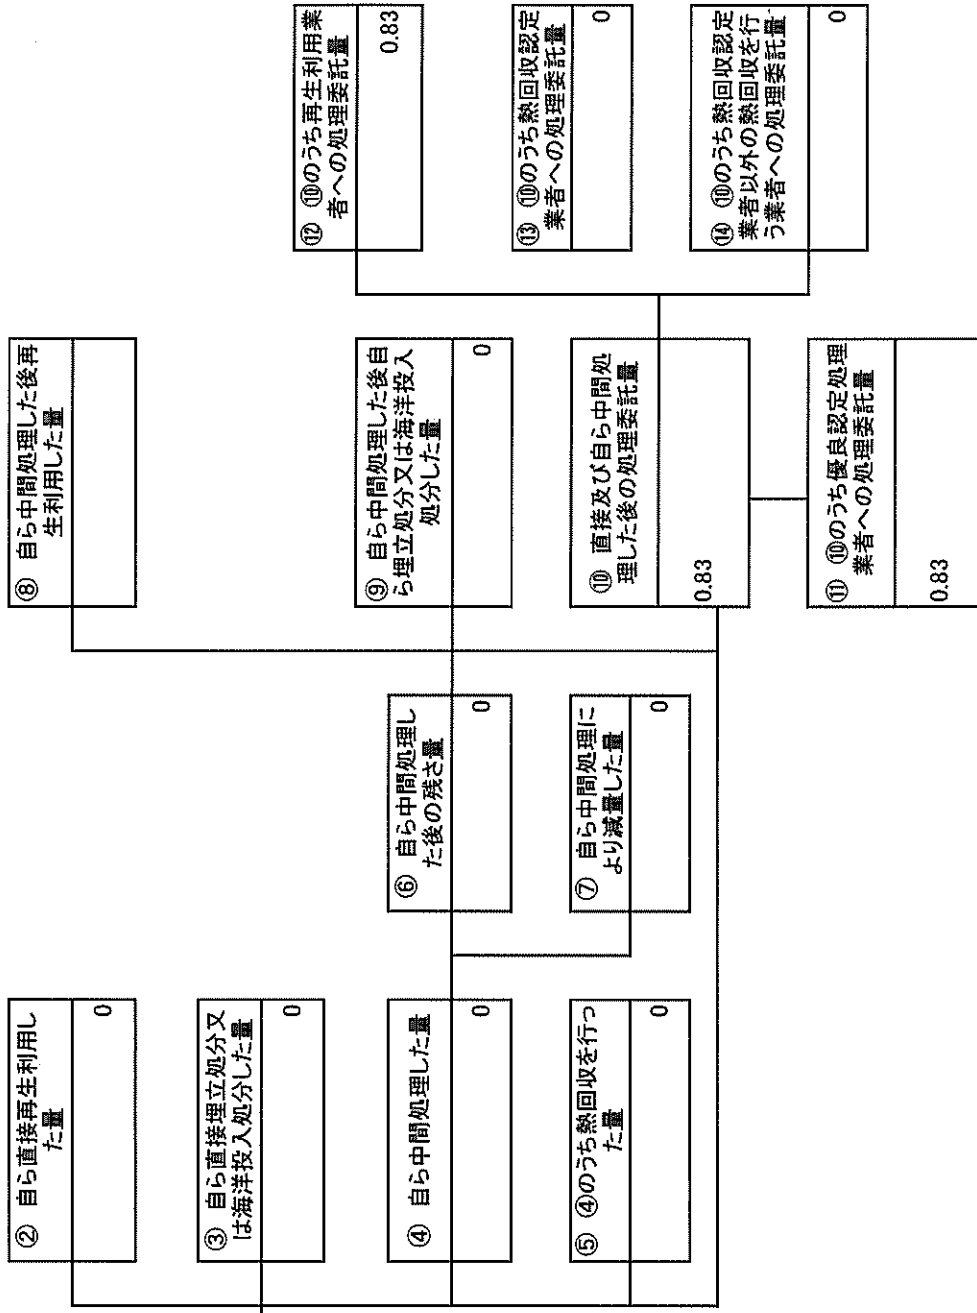 ② 自ら直接再生利用し
た量
0
③ 自ら直接埋立処分又
は海洋投入処分した量
0
④ 自ら中間処理した量
0
⑤ ④のうち熱回収を行っ
た量
0
⑥ 自ら中間処理し
た後の残さ量
0
⑦ 自ら中間処理に
より減量した量
0
⑧ 自ら中間処理した後再
生利用した量
⑨ 自ら中間処理した後自
ら埋立処分又は海洋投入
処分した量
0
⑩ 直接及び自ら中間処
理した後の処理委託量
0.83
⑪ ⑩のうち優良認定処理
業者への処理委託量
0.83
⑫ ⑩のうち再生利用業
者への処理委託量
0.83
⑬ ⑩のうち熱回収認定
業者への処理委託量
0
⑭ ⑩のうち熱回収認定
業者以外の熱回収を行
う業者への処理委託量
0